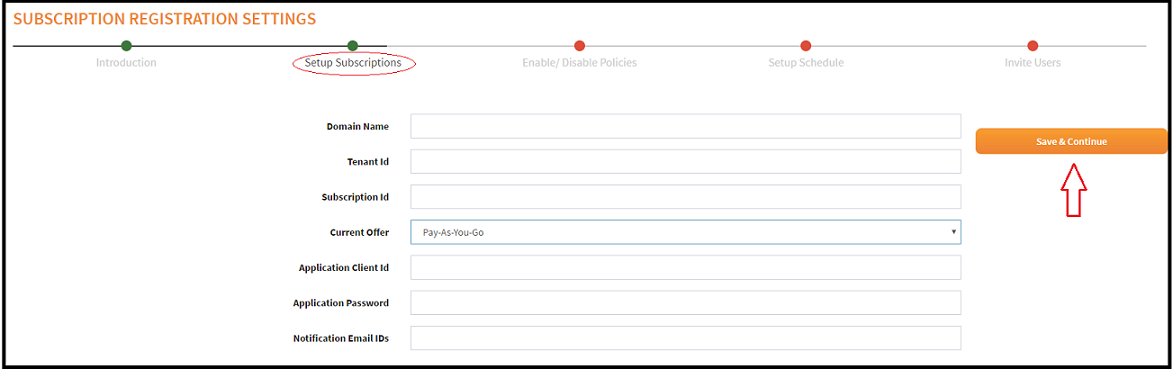 SUBSCRIPTION REGISTRATION SETTINGS
Introduction
Setup Subscriptions
Enable/ Disable Policies
Setup Schedule
Invite Users
Domain Name
Save & Continue
Tenant Id
Subscription Id
Current Offer
Pay-As-You-Go
Application Client Id
Application Password
Notification Email IDs